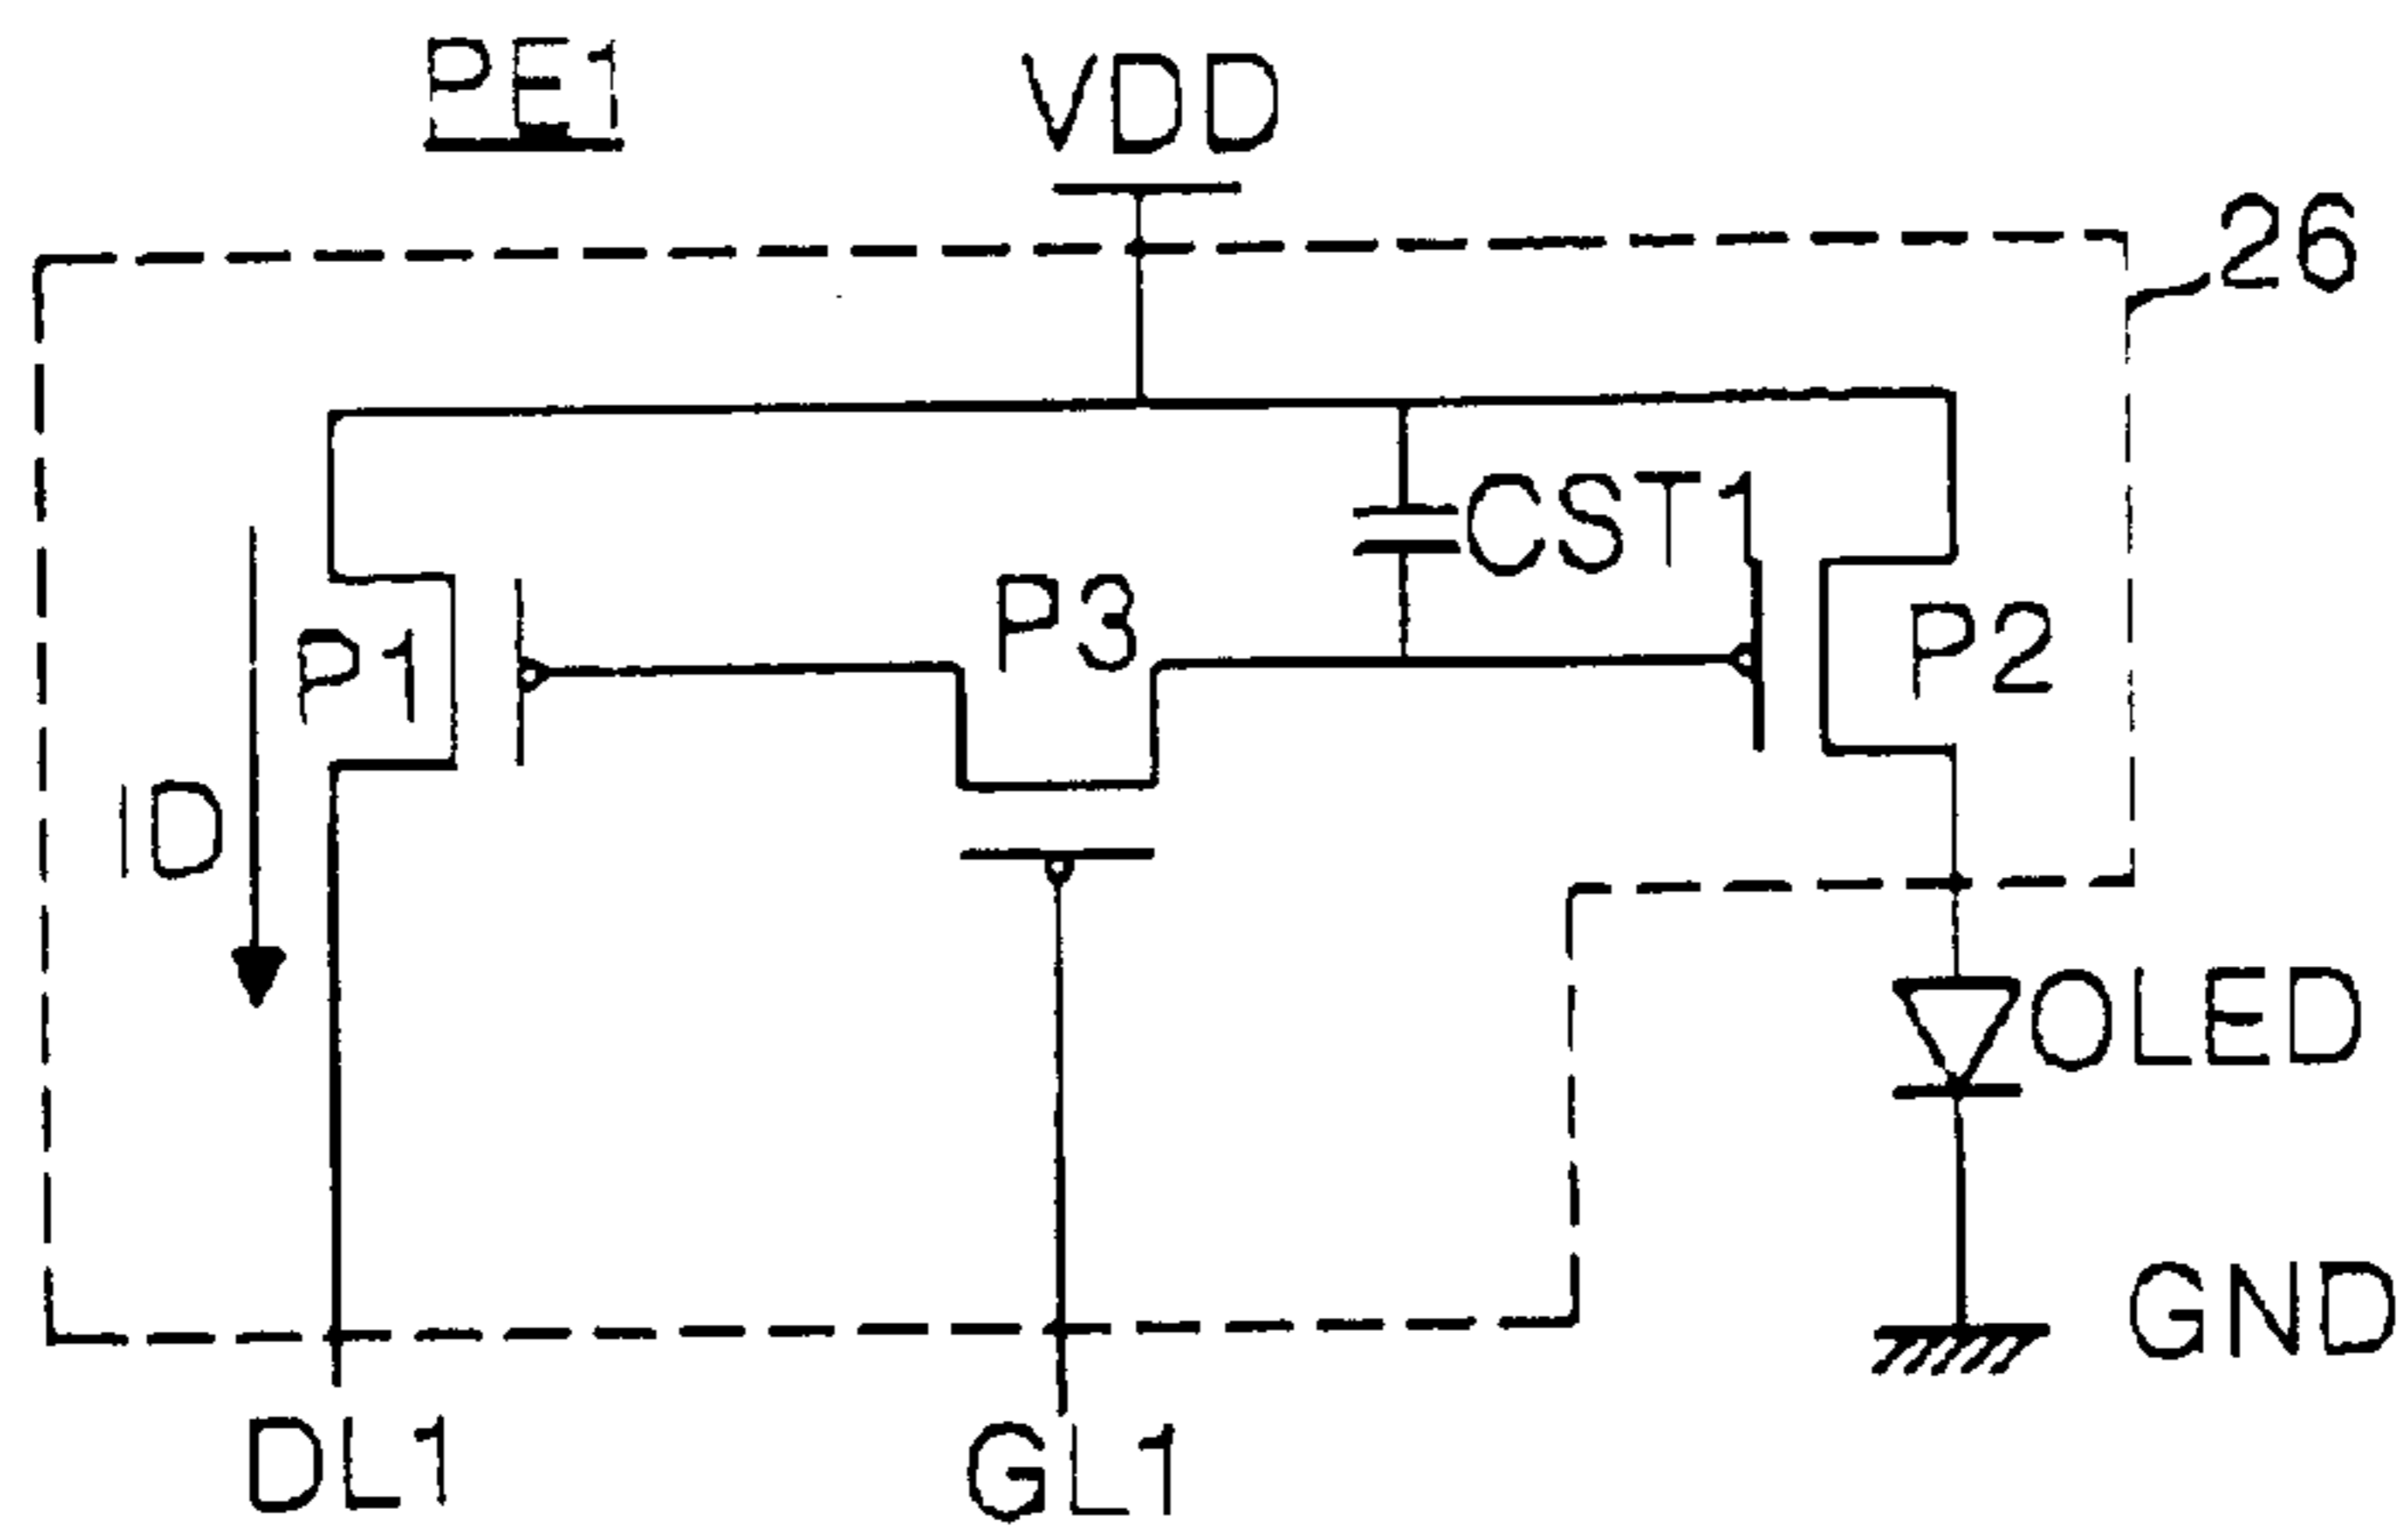 PE1
VDD
26
CST1
P3
P1
P2
ID
OLED
GND
DL1
GL1